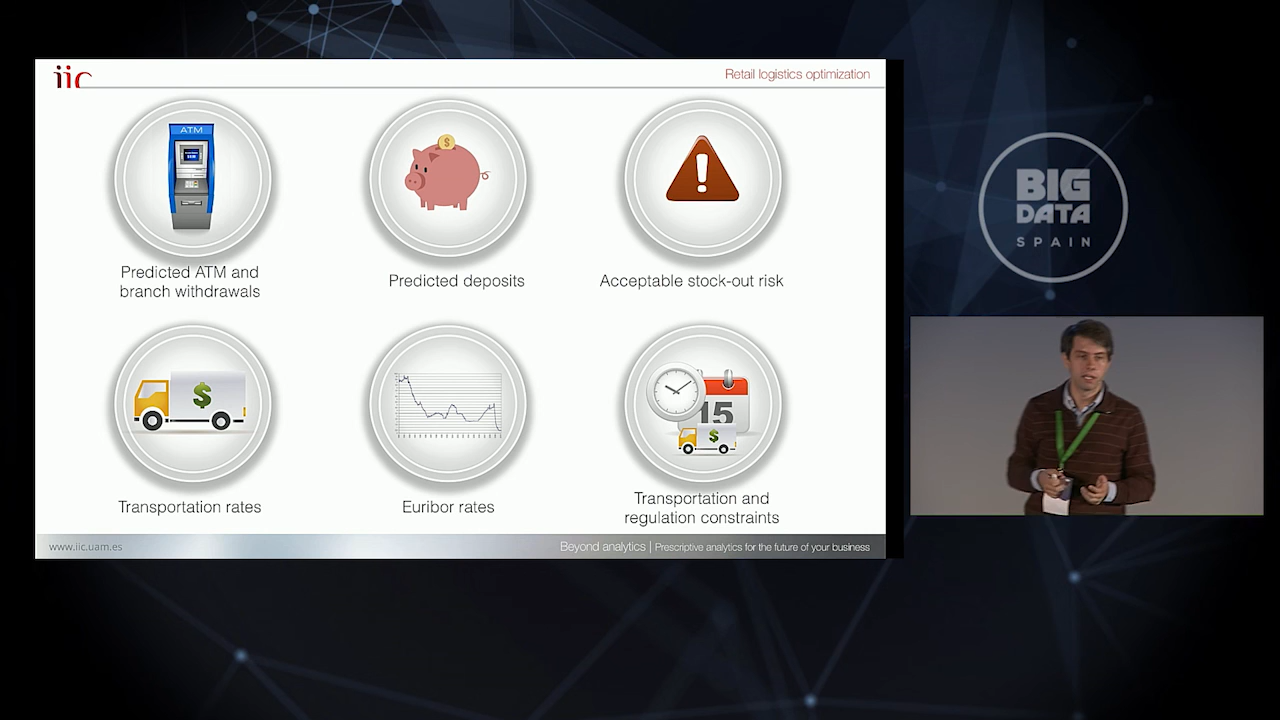 iic
Retail logistics optimization
ATM
$
Predicted ATM and
branch withdrawals
Predicted deposits
Acceptable stock-out risk
$
15
$
Transportation rates
Euribor rates
Transportation and
regulation constraints
www.iic.uam.es
Beyond analytics | Prescriptive analytics for the future of your business
BIG
DATA
SPAIN